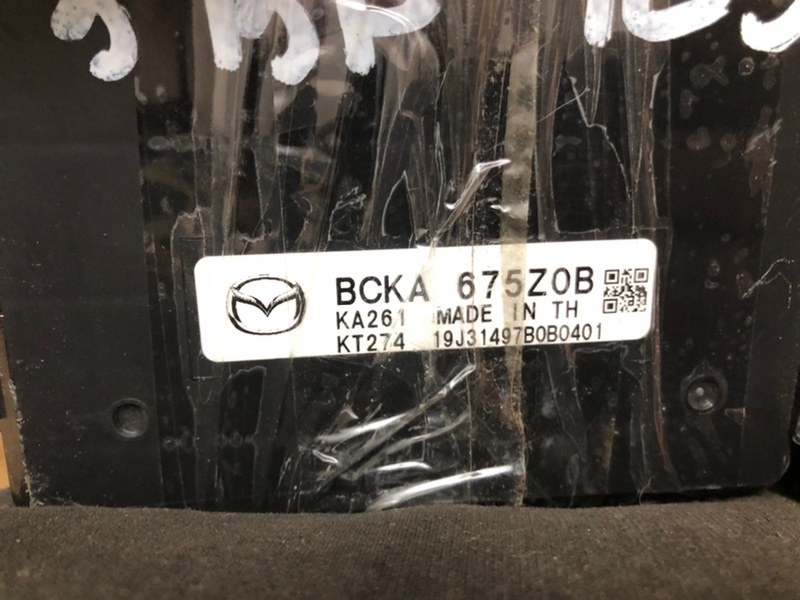 BCKA 675Z0B
KA261 MADE IN TH
KT274 19J31497B0B0401